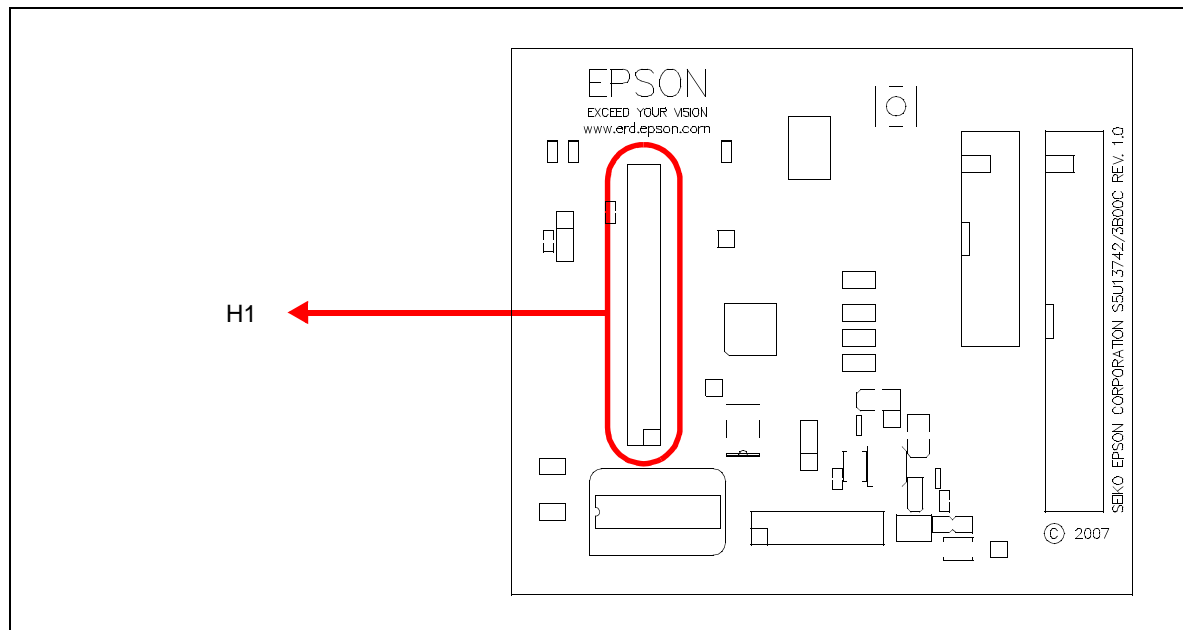 EPSON
EXCEED YOUR VISION
www.erd.epson.com
H1
SEIKO EPSON CORPORATION S5U13742/3B00C REV. 1.0
© 2007